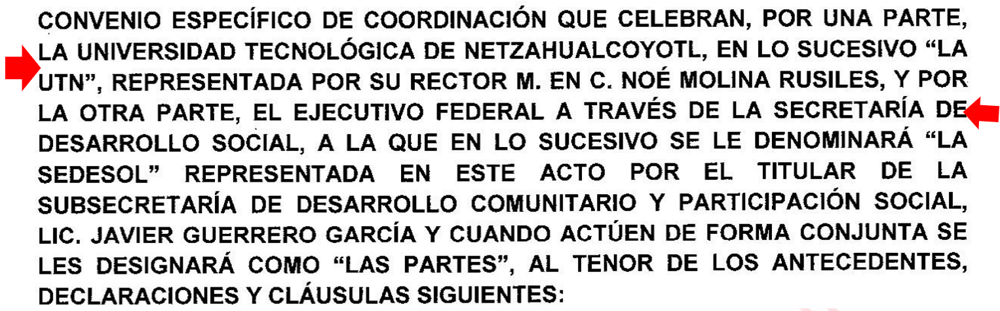 CONVENIO ESPECÍFICO DE COORDINACIÓN QUE CELEBRAN, POR UNA PARTE,
LA UNIVERSIDAD TECNOLÓGICA DE NETZAHUALCOYOTL, EN LO SUCESIVO “LA
UTN”, REPRESENTADA POR SU RECTOR M. EN C. NOÉ MOLINA RUSILES, Y POR
LA OTRA PARTE, EL EJECUTIVO FEDERAL A TRAVÉS DE LA SECRETARÍA DE
DESARROLLO SOCIAL, A LA QUE EN LO SUCESIVO SE LE DENOMINARÁ “LA
SEDESOL” REPRESENTADA EN ESTE ACTO POR EL TITULAR DE LA
SUBSECRETARÍA DE DESARROLLO COMUNITARIO Y PARTICIPACIÓN SOCIAL,
LIC. JAVIER GUERRERO GARCÍA Y CUANDO ACTÚEN DE FORMA CONJUNTA SE
LES DESIGNARÁ COMO “LAS PARTES”, AL TENOR DE LOS ANTECEDENTES,
DECLARACIONES Y CLÁUSULAS SIGUIENTES: